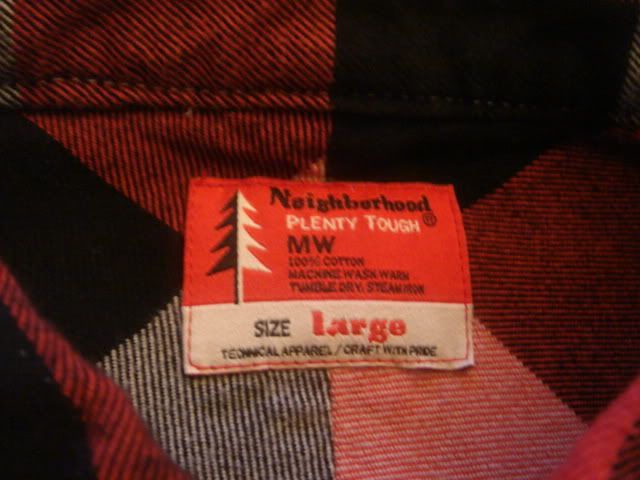 Neighborhood®
PLENTY TOUGH
MW
100% COTTON
MACHINE WASK WARM
TUMBLE DRY: STEAM IRON
SIZE large
TECHNICAL APPAREL / CRAFT WITH PRIDE